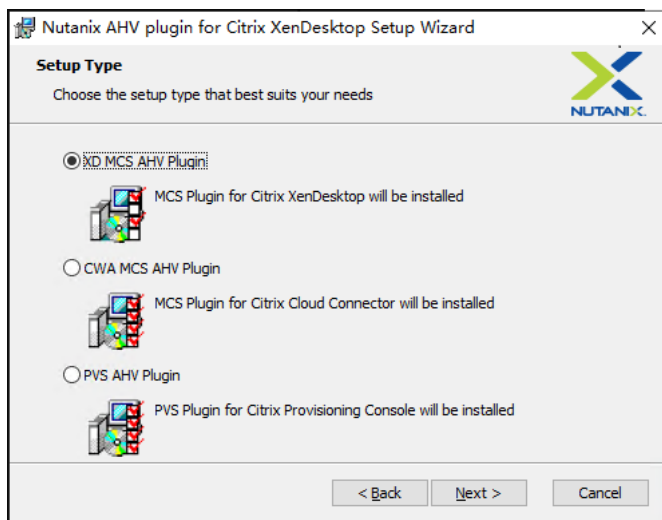 Nutanix AHV plugin for Citrix XenDesktop Setup Wizard
Setup Type
Choose the setup type that best suits your needs
NUTANIX.
XD MCS AHV Plugin
MCS Plugin for Citrix XenDesktop will be installed
CWA MCS AHV Plugin
MCS Plugin for Citrix Cloud Connector will be installed
PVS AHV Plugin
PVS Plugin for Citrix Provisioning Console will be installed
< Back Next > Cancel